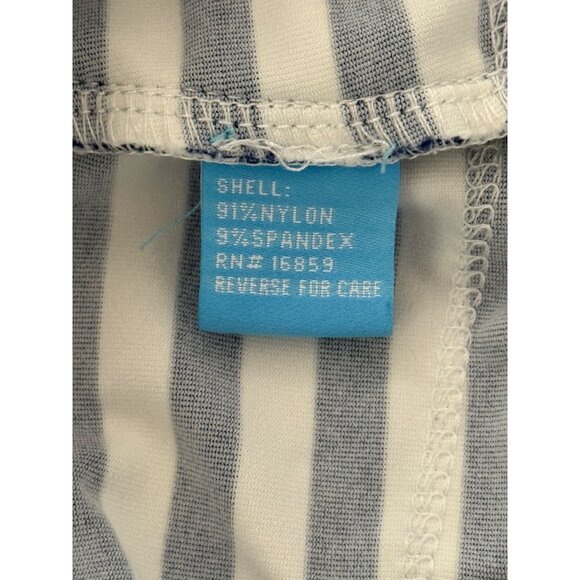 SHELL:
91%NYLON
9%SPANDEX
RN# 16859
REVERSE FOR CARE